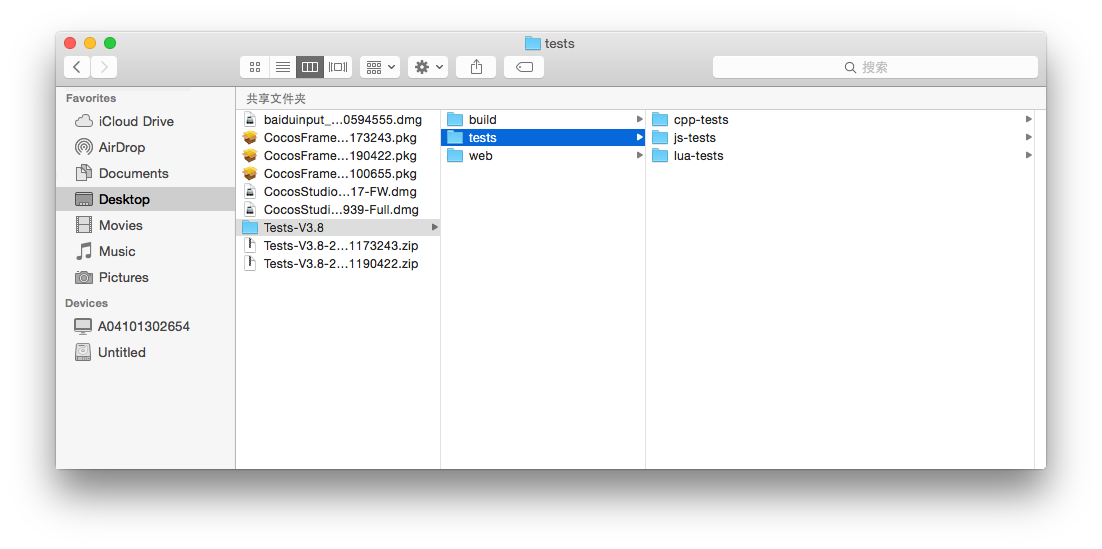 tests
搜索
Favorites
iCloud Drive
AirDrop
Documents
Desktop
Movies
Music
Pictures
Devices
A04101302654
Untitled
共享文件夹
baiduinput_...0594555.dmg
CocosFrame...173243.pkg
CocosFrame...190422.pkg
CocosFrame...100655.pkg
CocosStudio...17-FW.dmg
CocosStudi...939-Full.dmg
Tests-V3.8
Tests-V3.8-2...1173243.zip
Tests-V3.8-2...1190422.zip
build
tests
web
cpp-tests
js-tests
lua-tests